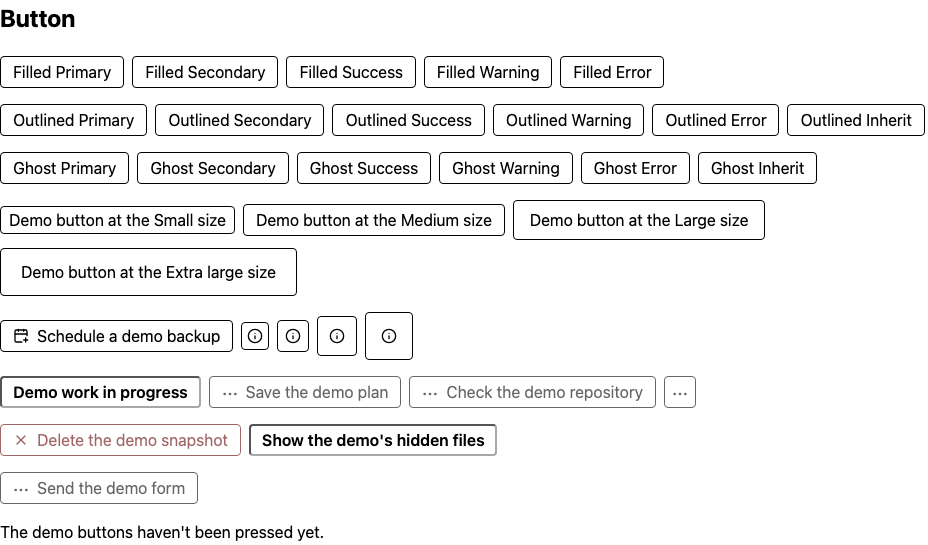 Button
Filled Primary Filled Secondary Filled Success Filled Warning Filled Error
Outlined Primary Outlined Secondary Outlined Success Outlined Warning Outlined Error Outlined Inherit
Ghost Primary Ghost Secondary Ghost Success Ghost Warning Ghost Error Ghost Inherit
Demo button at the Small size Demo button at the Medium size Demo button at the Large size
Demo button at the Extra large size
Schedule a demo backup
Demo work in progress ... Save the demo plan ... Check the demo repository ...
Delete the demo snapshot Show the demo's hidden files
... Send the demo form
The demo buttons haven't been pressed yet.